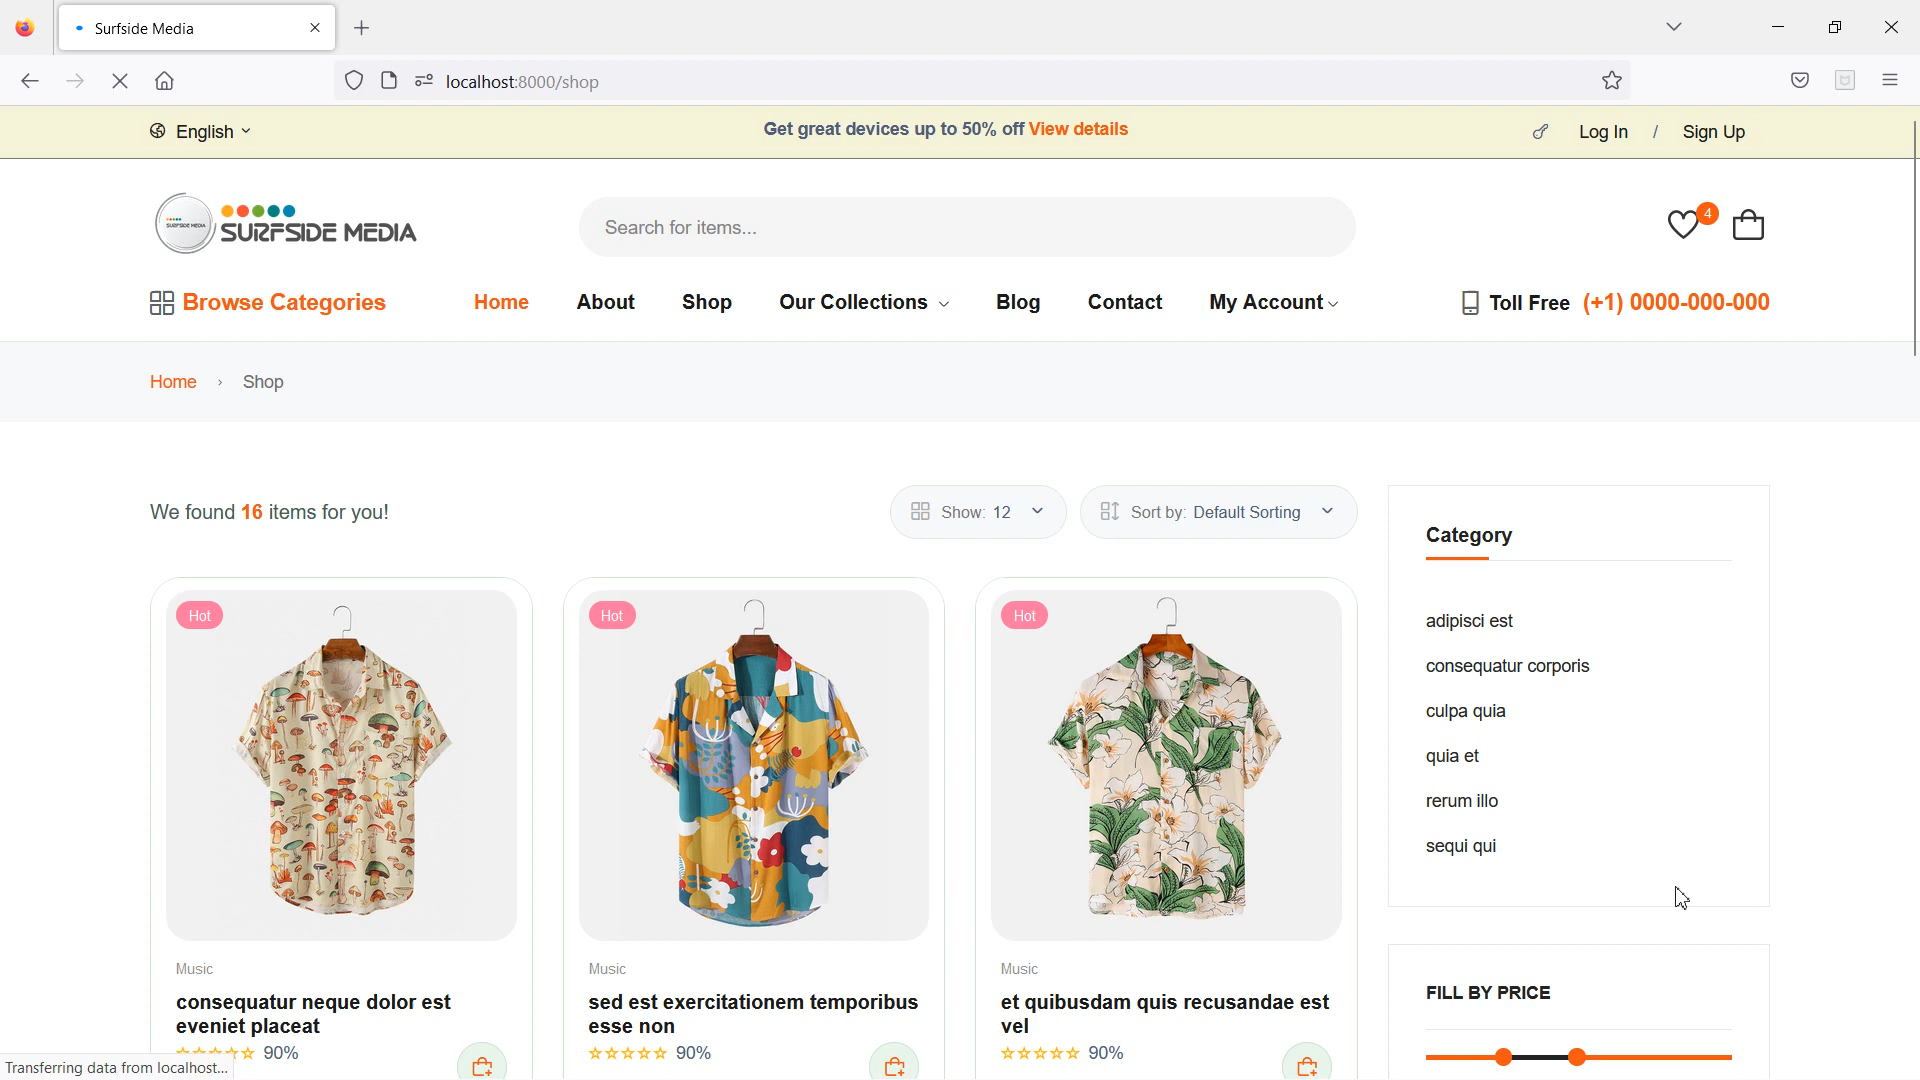 Surfside Media
localhost:8000/shop
English
Get great devices up to 50% off View details
Log In / Sign Up
SURFSIDE MEDIA
SURFSIDE MEDIA
Search for items...
4
Browse Categories
Home About Shop Our Collections Blog Contact My Account
Toll Free (+1) 0000-000-000
Home › Shop
We found 16 items for you!
Show: 12
Sort by: Default Sorting
Hot
Hot
Hot
Music
consequatur neque dolor est
eveniet placeat
90%
Music
sed est exercitationem temporibus
esse non
90%
Music
et quibusdam quis recusandae est
vel
90%
Category
adipisci est
consequatur corporis
culpa quia
quia et
rerum illo
sequi qui
FILL BY PRICE
Transferring data from localhost...